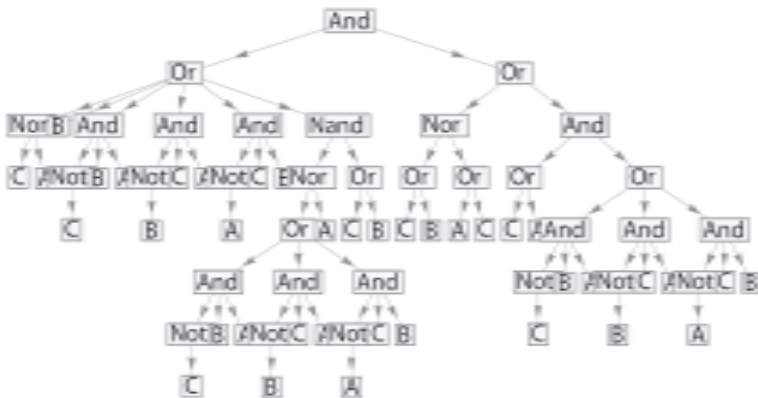 And
Or Or
Nor B And And And Nand Nor And
C A Not B A Not C A Not C B Nor Or Or Or Or Or
C B A Or A C B C B A C C A And And And
And And And Not B A Not C A Not C B
Not B A Not C A Not C B C B A
C B A